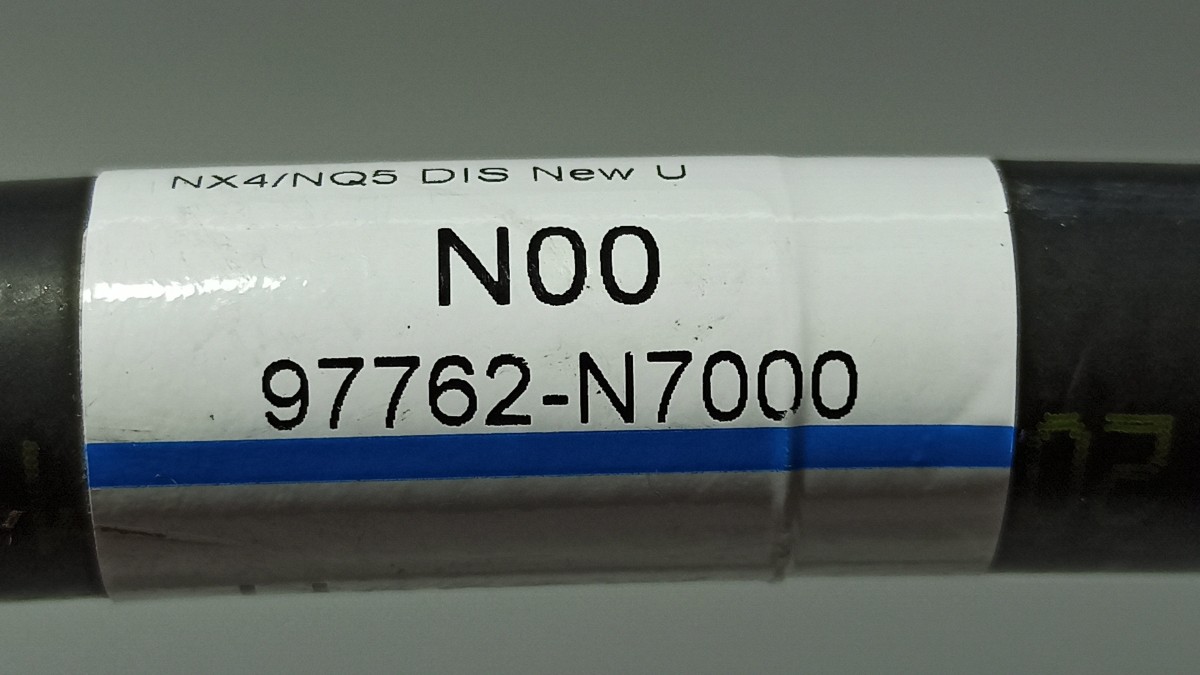 NX4/NQ5 DIS New U
N00
97762-N7000